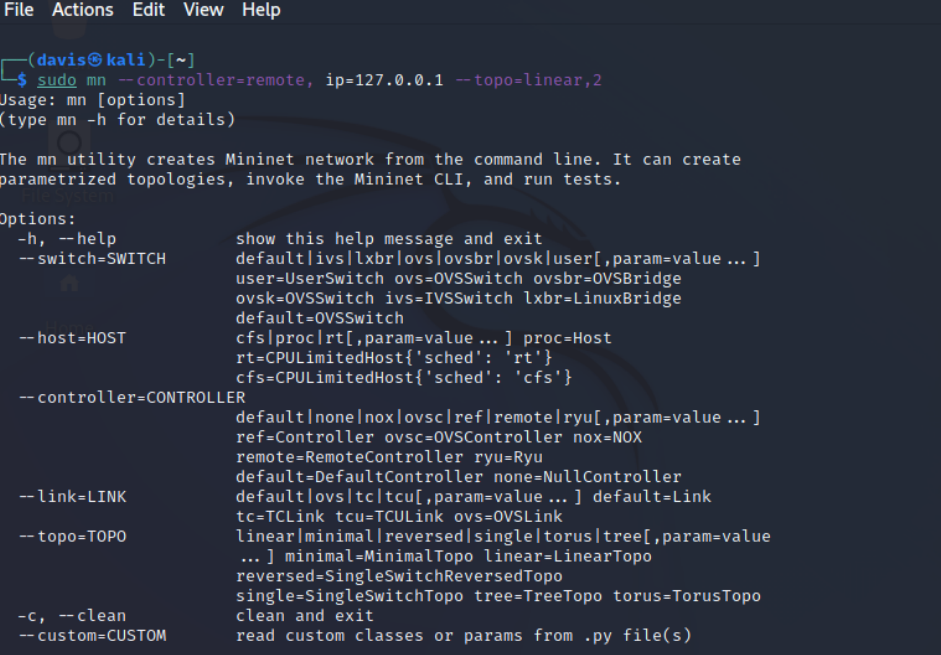 File Actions Edit View Help
┌──(davis㉿kali)-[~]
└─$ sudo mn --controller=remote, ip=127.0.0.1 --topo=linear,2
Usage: mn [options]
(type mn -h for details)
The mn utility creates Mininet network from the command line. It can create
parametrized topologies, invoke the Mininet CLI, and run tests.
Options:
-h, --help show this help message and exit
--switch=SWITCH default|ivs|lxbr|ovs|ovsbr|ovsk|user[,param=value...]
user=UserSwitch ovs=OVSSwitch ovsbr=OVSBridge
ovsk=OVSSwitch ivs=IVSSwitch lxbr=LinuxBridge
default=OVSSwitch
--host=HOST cfs|proc|rt[,param=value...] proc=Host
rt=CPULimitedHost{'sched': 'rt'}
cfs=CPULimitedHost{'sched': 'cfs'}
--controller=CONTROLLER
default|none|nox|ovsc|ref|remote|ryu[,param=value...]
ref=Controller ovsc=OVSController nox=NOX
remote=RemoteController ryu=Ryu
default=DefaultController none=NullController
--link=LINK default|ovs|tc|tcu[,param=value...] default=Link
tc=TCLink tcu=TCULink ovs=OVSLink
--topo=TOPO linear|minimal|reversed|single|torus|tree[,param=value
...] minimal=MinimalTopo linear=LinearTopo
reversed=SingleSwitchReversedTopo
single=SingleSwitchTopo tree=TreeTopo torus=TorusTopo
-c, --clean clean and exit
--custom=CUSTOM read custom classes or params from .py file(s)